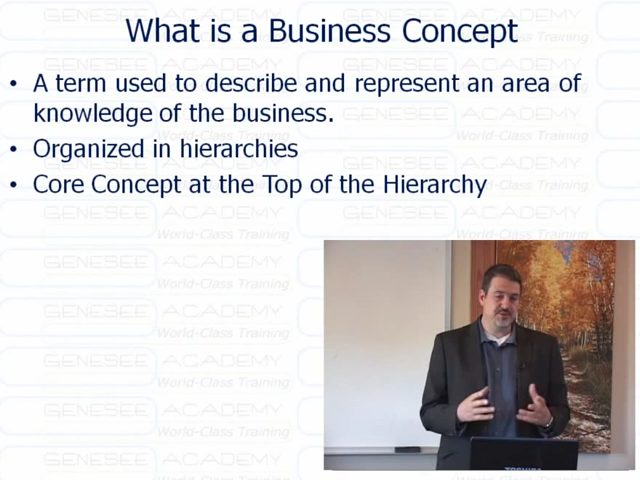 What is a Business Concept
• A term used to describe and represent an area of
knowledge of the business.
• Organized in hierarchies
• Core Concept at the Top of the Hierarchy
GENESEE ACADEMY
World-Class Training
TOSHIBA